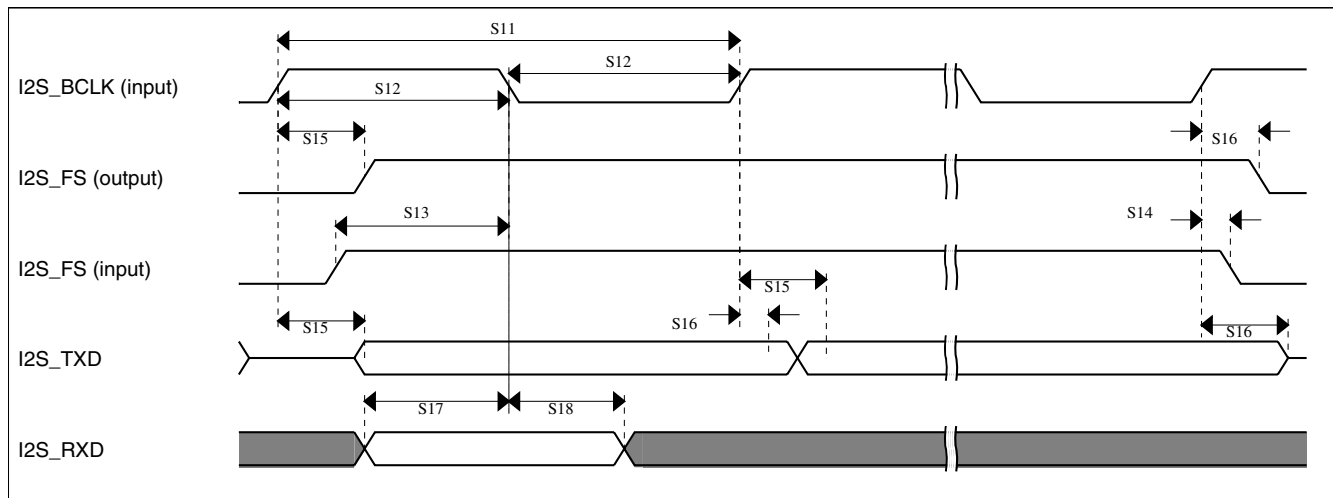 S11
S12
I2S_BCLK (input)
S12
S15
S16
I2S_FS (output)
S13
S14
I2S_FS (input)
S15
S16
S15
S16
I2S_TXD
S17
S18
I2S_RXD